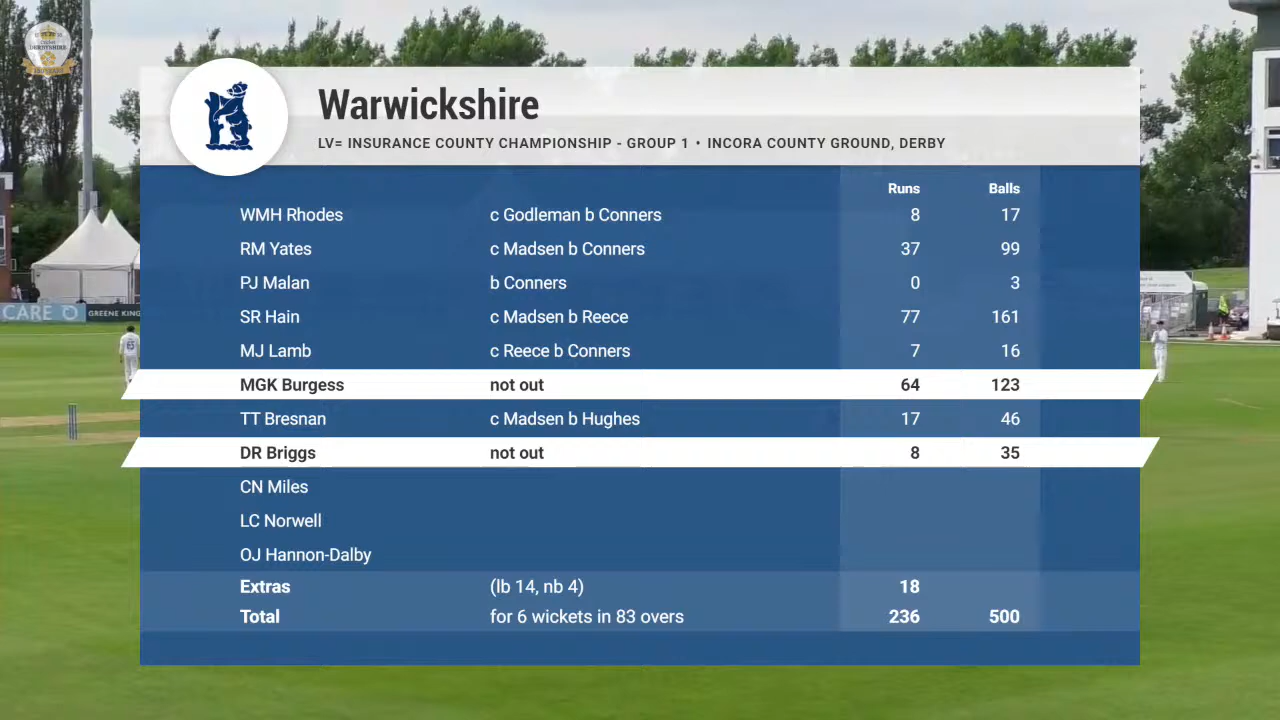 DERBYSHIRE
Warwickshire
LV= INSURANCE COUNTY CHAMPIONSHIP - GROUP 1 • INCORA COUNTY GROUND, DERBY
Runs Balls
WMH Rhodes c Godleman b Conners 8 17
RM Yates c Madsen b Conners 37 99
PJ Malan b Conners 0 3
SR Hain c Madsen b Reece 77 161
MJ Lamb c Reece b Conners 7 16
MGK Burgess not out 64 123
TT Bresnan c Madsen b Hughes 17 46
DR Briggs not out 8 35
CN Miles
LC Norwell
OJ Hannon-Dalby
Extras (lb 14, nb 4) 18
Total for 6 wickets in 83 overs 236 500
CARE
GREENE KING